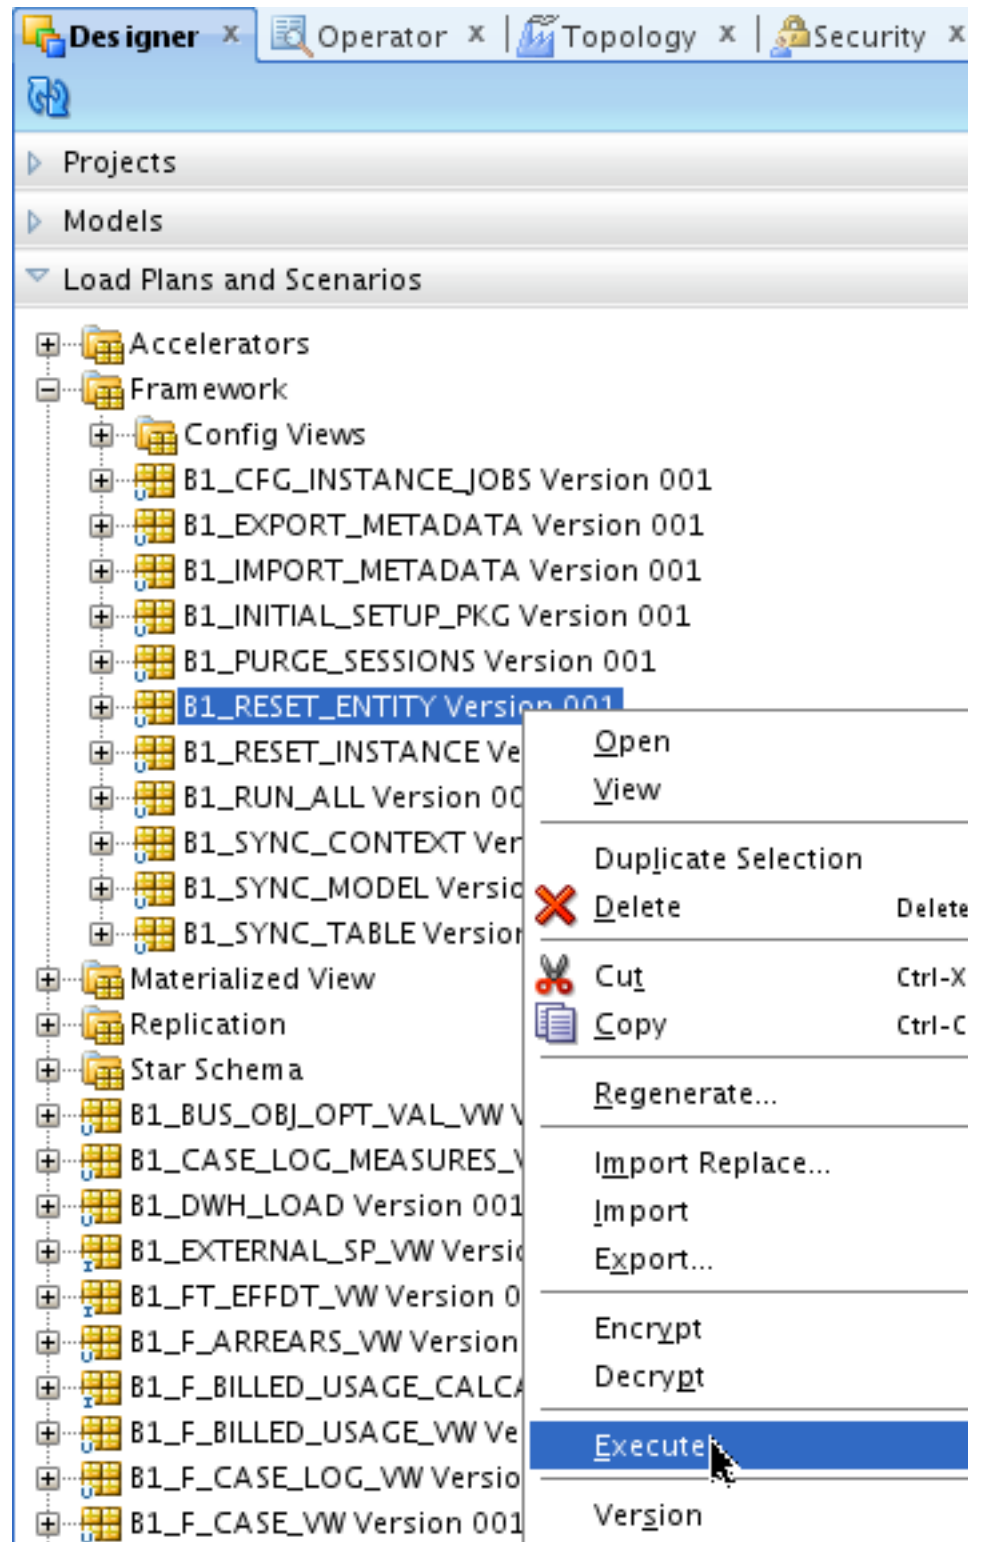 Designer x Operator x Topology x Security x
Projects
Models
Load Plans and Scenarios
Accelerators
Framework
Config Views
B1_CFG_INSTANCE_JOBS Version 001
B1_EXPORT_METADATA Version 001
B1_IMPORT_METADATA Version 001
B1_INITIAL_SETUP_PKG Version 001
B1_PURGE_SESSIONS Version 001
B1_RESET_ENTITY Version 001
B1_RESET_INSTANCE Ve
B1_RUN_ALL Version 00
B1_SYNC_CONTEXT Ver
B1_SYNC_MODEL Versio
B1_SYNC_TABLE Version
Materialized View
Replication
Star Schema
B1_BUS_OBJ_OPT_VAL_VW V
B1_CASE_LOG_MEASURES_V
B1_DWH_LOAD Version 001
B1_EXTERNAL_SP_VW Versio
B1_FT_EFFDT_VW Version 0
B1_F_ARREARS_VW Version
B1_F_BILLED_USAGE_CALCA
B1_F_BILLED_USAGE_VW Ve
B1_F_CASE_LOG_VW Versio
B1_F_CASE_VW Version 001
Open
View
Duplicate Selection
Delete Delete
Cut Ctrl-X
Copy Ctrl-C
Regenerate...
Import Replace...
Import
Export...
Encrypt
Decrypt
Execute
Version